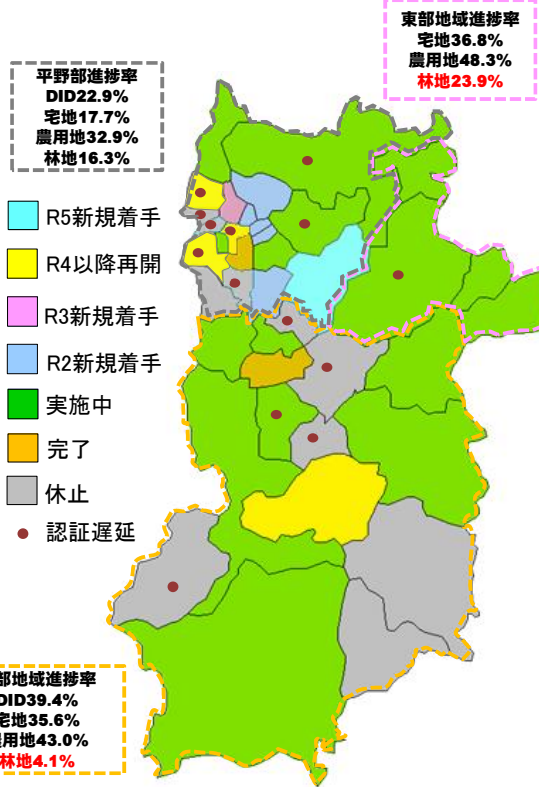 東部地域進捗率
宅地36.8%
農用地48.3%
林地23.9%
平野部進捗率
DID22.9%
宅地17.7%
農用地32.9%
林地16.3%
R5新規着手
R4以降再開
R3新規着手
R2新規着手
実施中
完了
休止
認証遅延
部地域進捗率
DID39.4%
宅地35.6%
農用地43.0%
林地4.1%